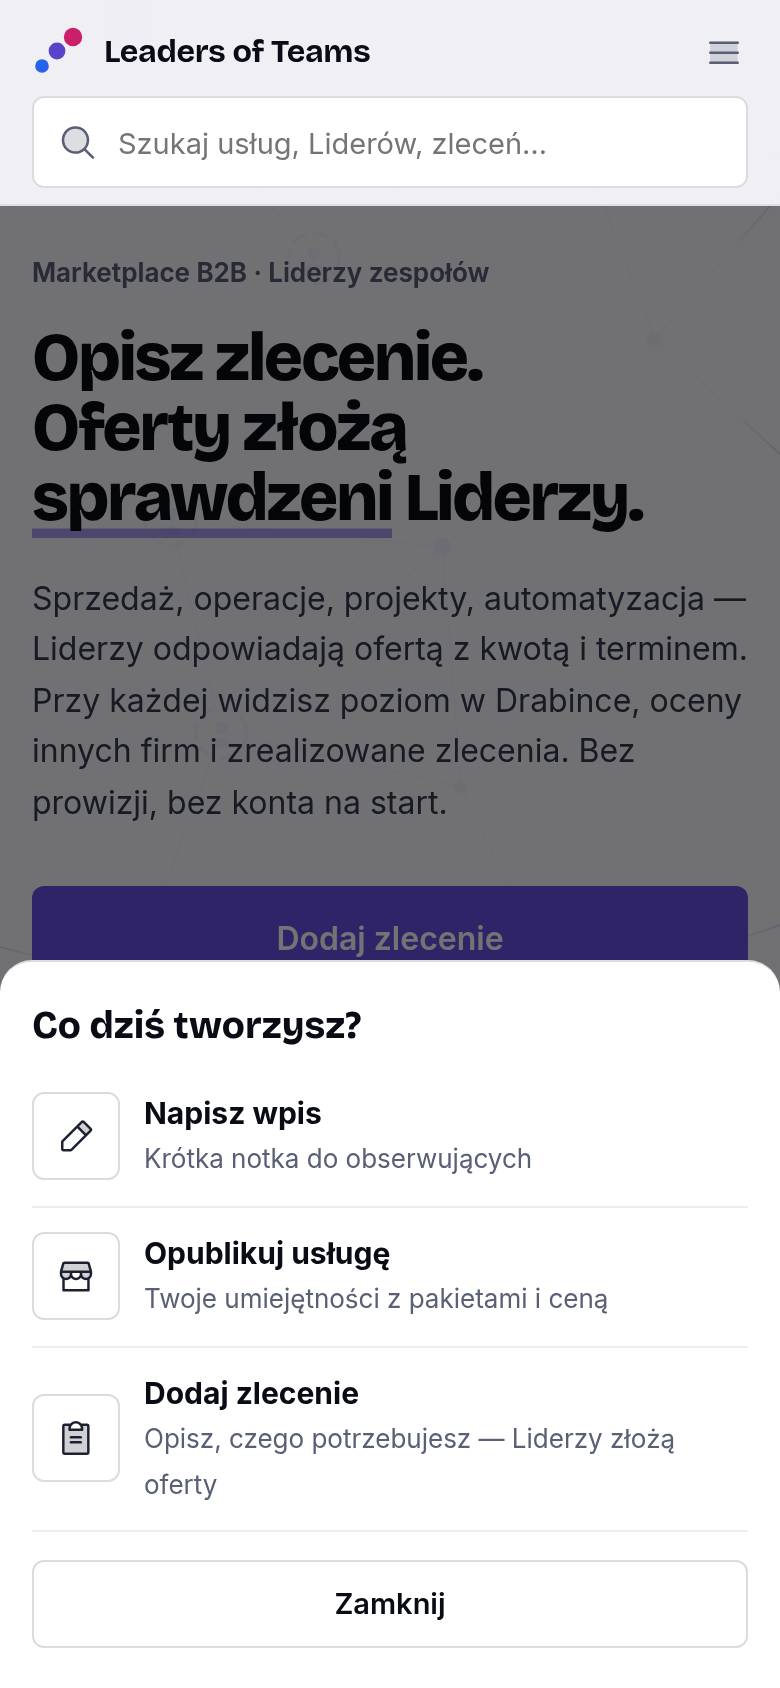 Leaders of Teams
Szukaj usług, Liderów, zleceń...
Marketplace B2B · Liderzy zespołów
Opisz zlecenie.
Oferty złożą
sprawdzeni Liderzy.
Sprzedaż, operacje, projekty, automatyzacja —
Liderzy odpowiadają ofertą z kwotą i terminem.
Przy każdej widzisz poziom w Drabince, oceny
innych firm i zrealizowane zlecenia. Bez
prowizji, bez konta na start.
Dodaj zlecenie
Co dziś tworzysz?
Napisz wpis
Krótka notka do obserwujących
Opublikuj usługę
Twoje umiejętności z pakietami i ceną
Dodaj zlecenie
Opisz, czego potrzebujesz — Liderzy złożą
oferty
Zamknij